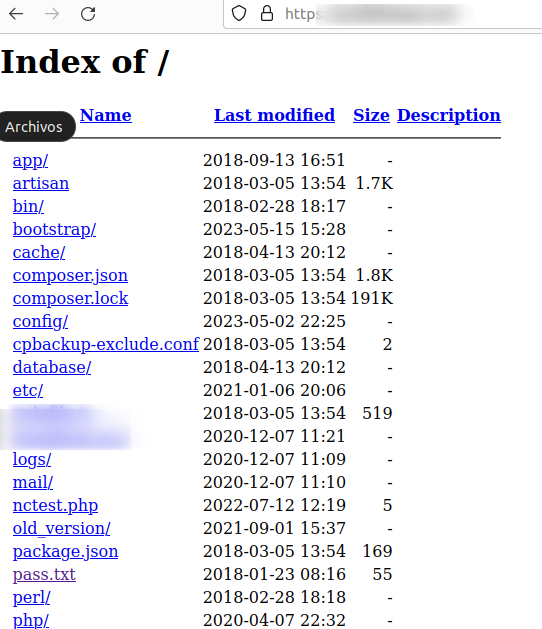 https:
Index of /
Archivos
Name Last modified Size Description
app/ 2018-09-13 16:51 -
artisan 2018-03-05 13:54 1.7K
bin/ 2018-02-28 18:17 -
bootstrap/ 2023-05-15 15:28 -
cache/ 2018-04-13 20:12 -
composer.json 2018-03-05 13:54 1.8K
composer.lock 2018-03-05 13:54 191K
config/ 2023-05-02 22:25 -
cpbackup-exclude.conf 2018-03-05 13:54 2
database/ 2018-04-13 20:12 -
etc/ 2021-01-06 20:06 -
2018-03-05 13:54 519
2020-12-07 11:21 -
logs/ 2020-12-07 11:09 -
mail/ 2020-12-07 11:10 -
nctest.php 2022-07-12 12:19 5
old_version/ 2021-09-01 15:37 -
package.json 2018-03-05 13:54 169
pass.txt 2018-01-23 08:16 55
perl/ 2018-02-28 18:18 -
php/ 2020-04-07 22:32 -